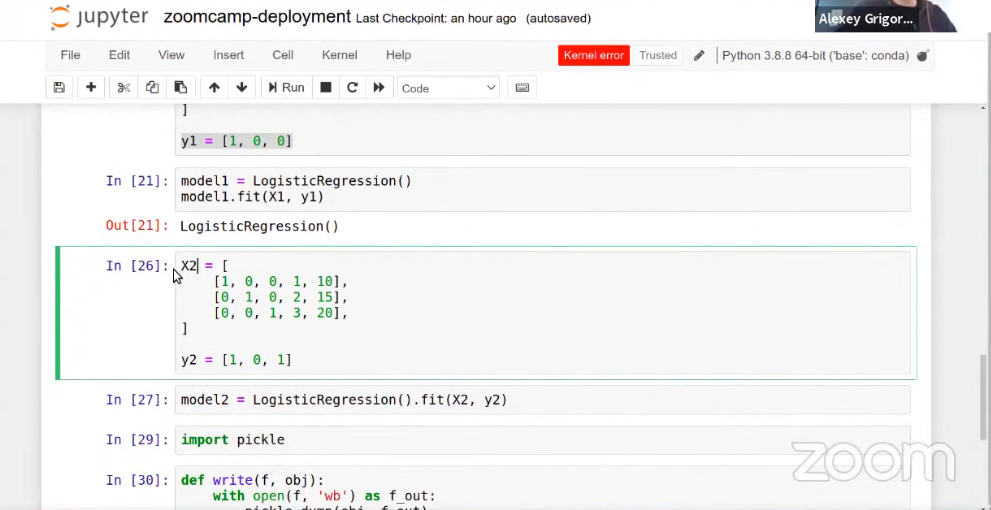 jupyter zoomcamp-deployment Last Checkpoint: an hour ago (autosaved)
Alexey Grigor...
File Edit View Insert Cell Kernel Help Kernel error Trusted Python 3.8.8 64-bit ('base': conda)
Run Code
]
y1 = [1, 0, 0]
In [21]: model1 = LogisticRegression()
model1.fit(X1, y1)
Out[21]: LogisticRegression()
In [26]: X2 = [
[1, 0, 0, 1, 10],
[0, 1, 0, 2, 15],
[0, 0, 1, 3, 20],
]
y2 = [1, 0, 1]
In [27]: model2 = LogisticRegression().fit(X2, y2)
In [29]: import pickle
zoom
In [30]: def write(f, obj):
with open(f, 'wb') as f_out:
pickle.dump(obj, f_out)